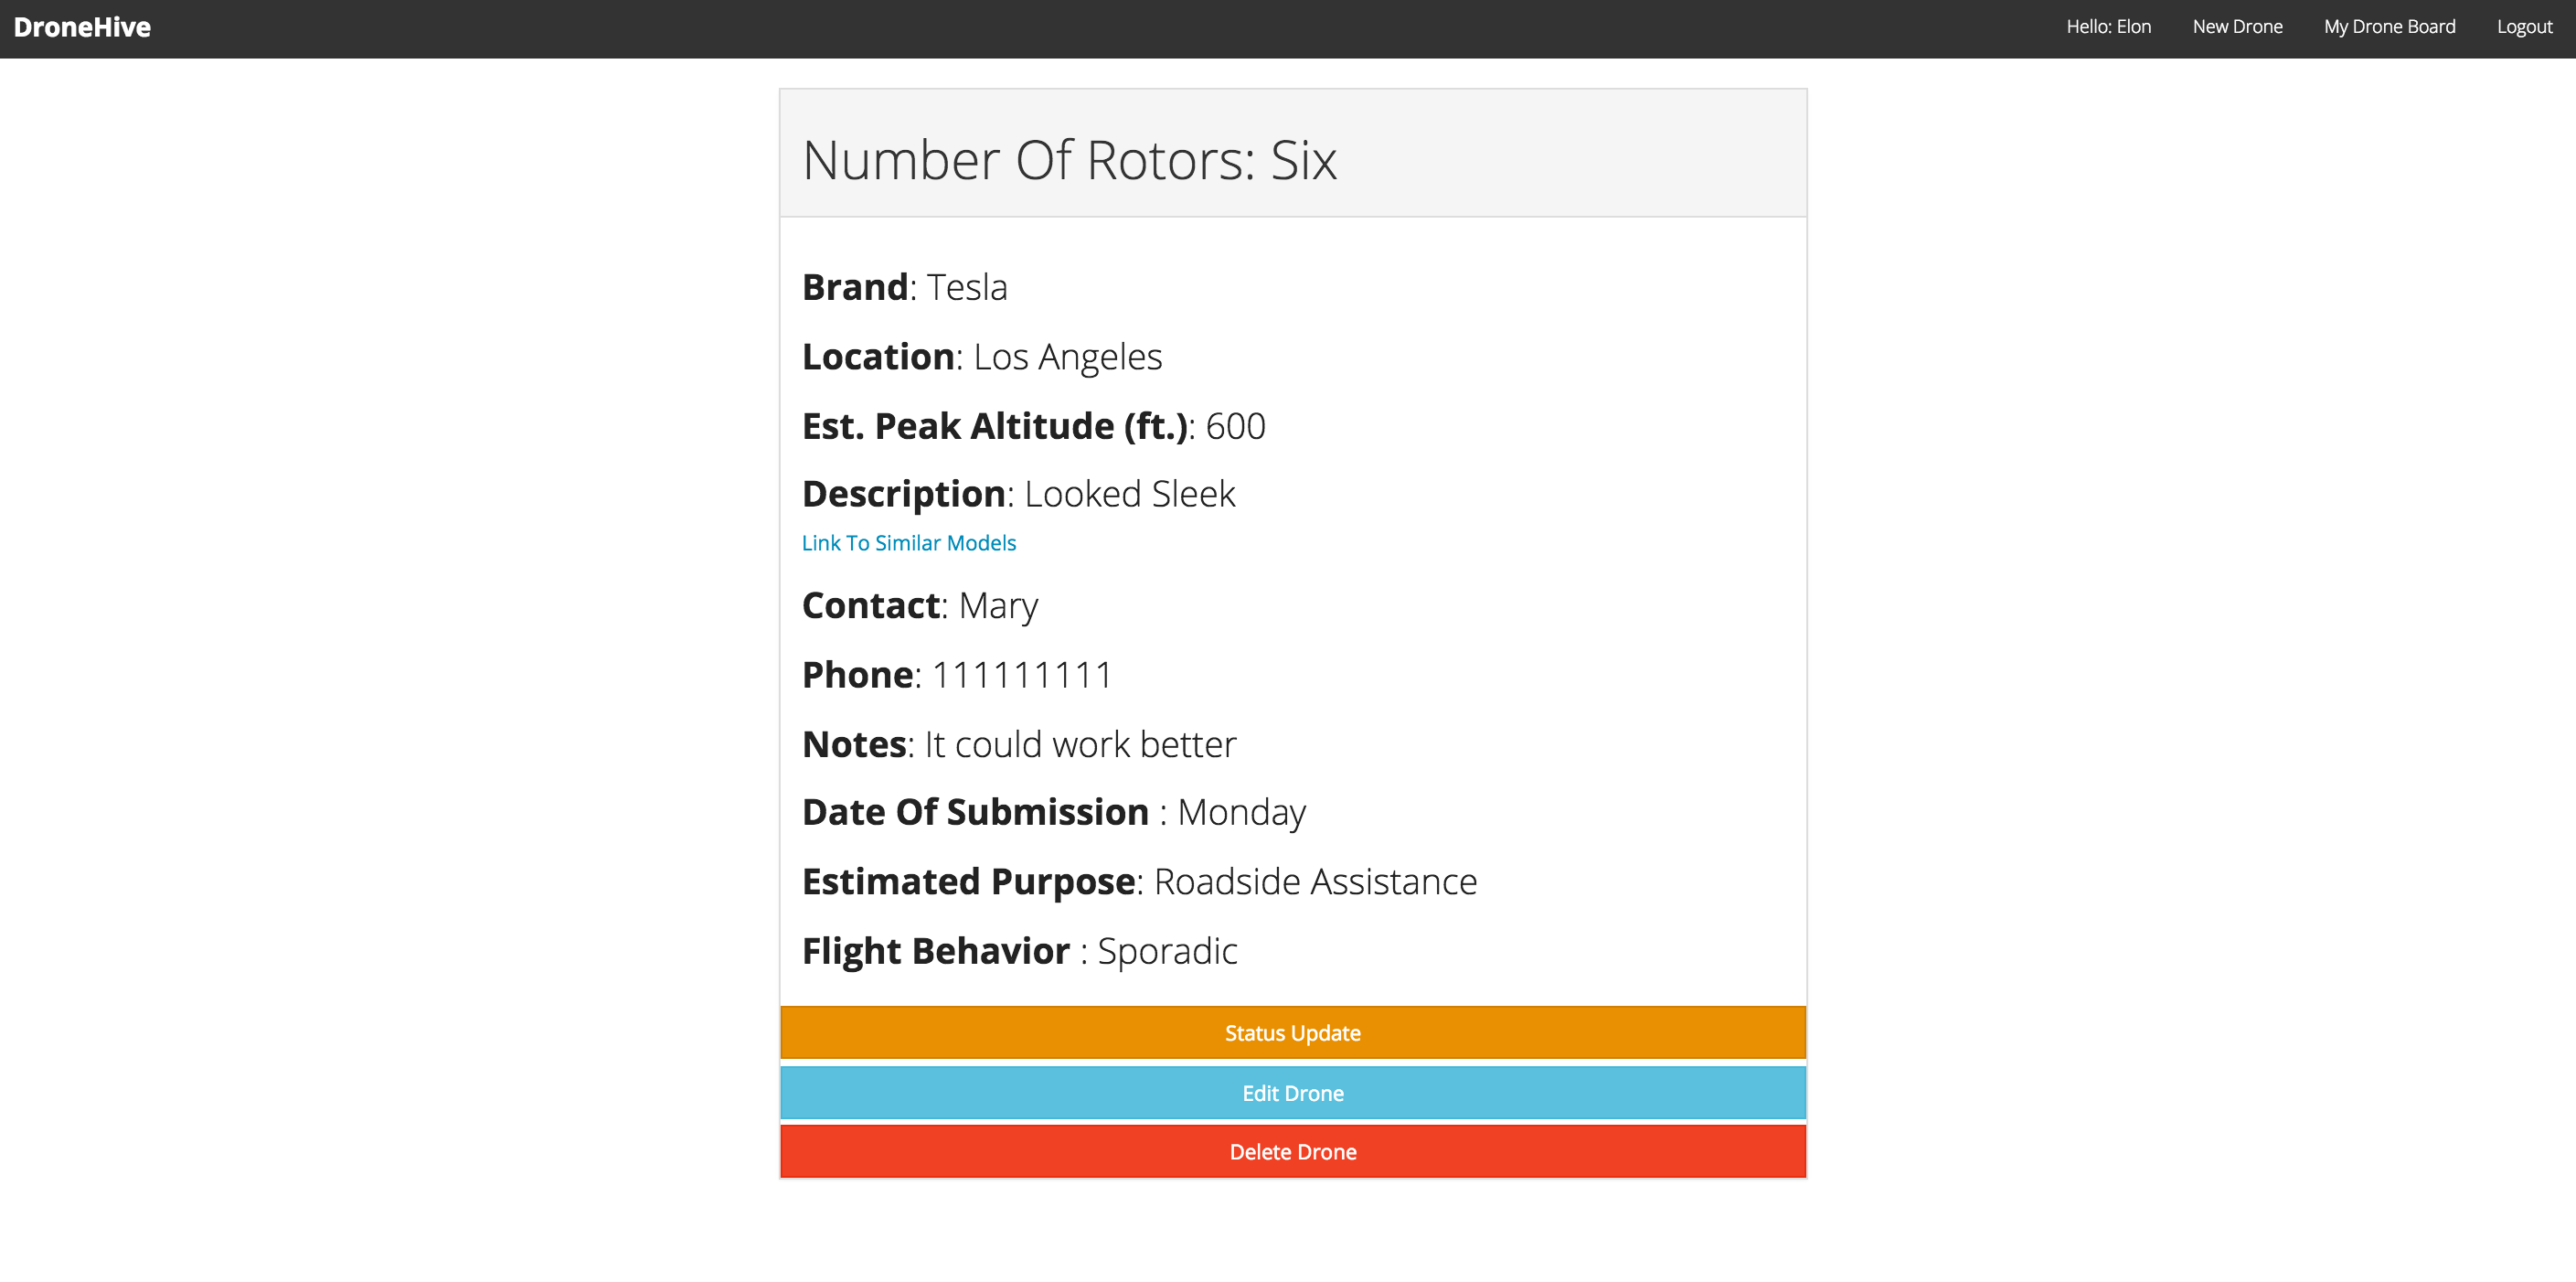 DroneHive
Hello: Elon
New Drone
My Drone Board
Logout
Number Of Rotors: Six
Brand: Tesla
Location: Los Angeles
Est. Peak Altitude (ft.): 600
Description: Looked Sleek
Link To Similar Models
Contact: Mary
Phone: 111111111
Notes: It could work better
Date Of Submission : Monday
Estimated Purpose: Roadside Assistance
Flight Behavior : Sporadic
Status Update
Edit Drone
Delete Drone